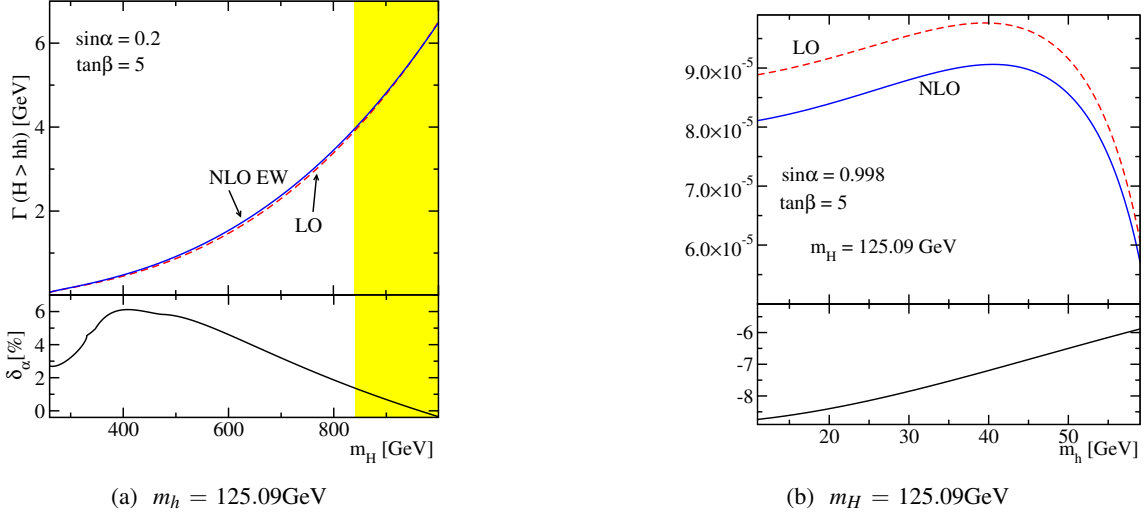 6
4
2
Γ (H > hh) [GeV]
sinα = 0.2
tanβ = 5
NLO EW
LO
6
4
2
0
δα[%]
400
600
800
mH [GeV]
(a) mh = 125.09GeV
9.0×10-5
8.0×10-5
7.0×10-5
6.0×10-5
LO
NLO
sinα = 0.998
tanβ = 5
mH = 125.09 GeV
-6
-7
-8
20
30
40
50
mh [GeV]
(b) mH = 125.09GeV